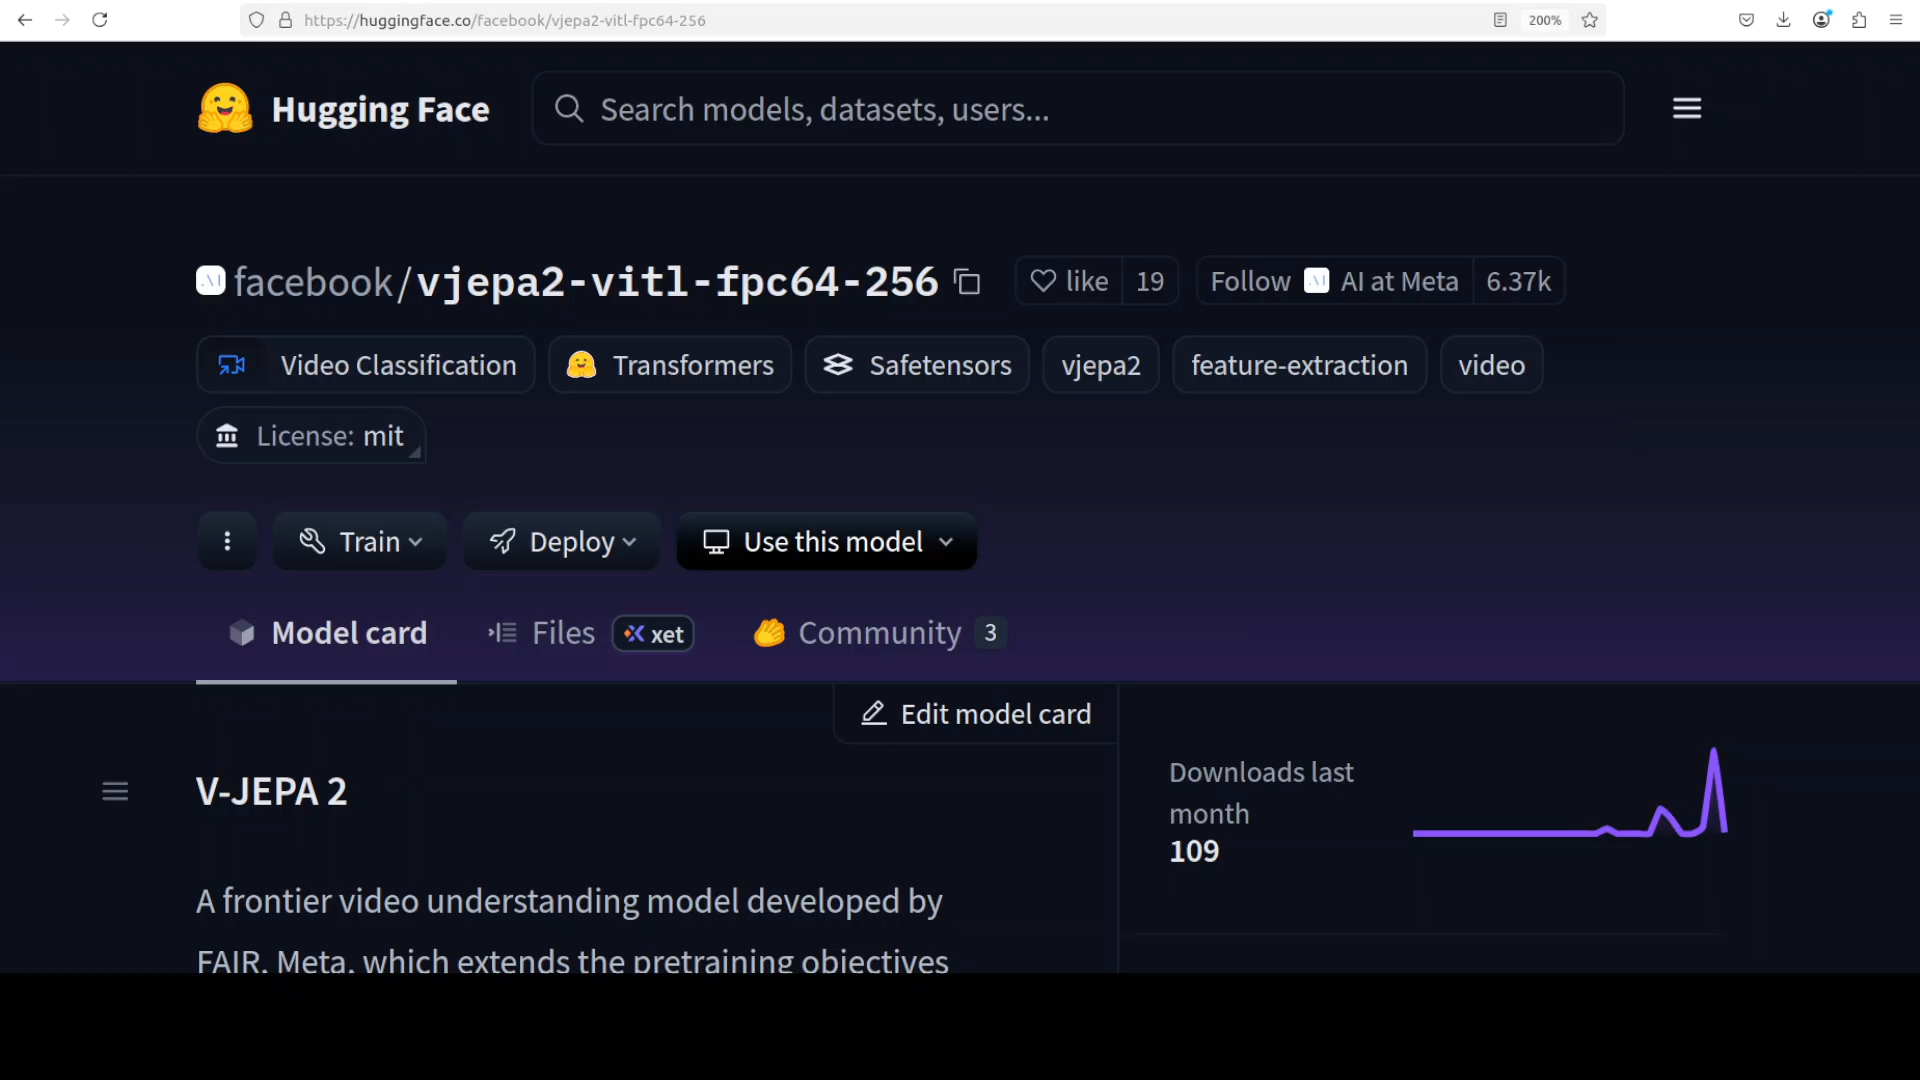 https://huggingface.co/facebook/vjepa2-vitl-fpc64-256
200%
Hugging Face
Search models, datasets, users...
facebook/vjepa2-vitl-fpc64-256
like 19
Follow AI at Meta 6.37k
Video Classification
Transformers
Safetensors
vjepa2
feature-extraction
video
License: mit
Train
Deploy
Use this model
Model card
Files
xet
Community 3
Edit model card
V-JEPA 2
Downloads last
month
109
A frontier video understanding model developed by
FAIR, Meta, which extends the pretraining objectives